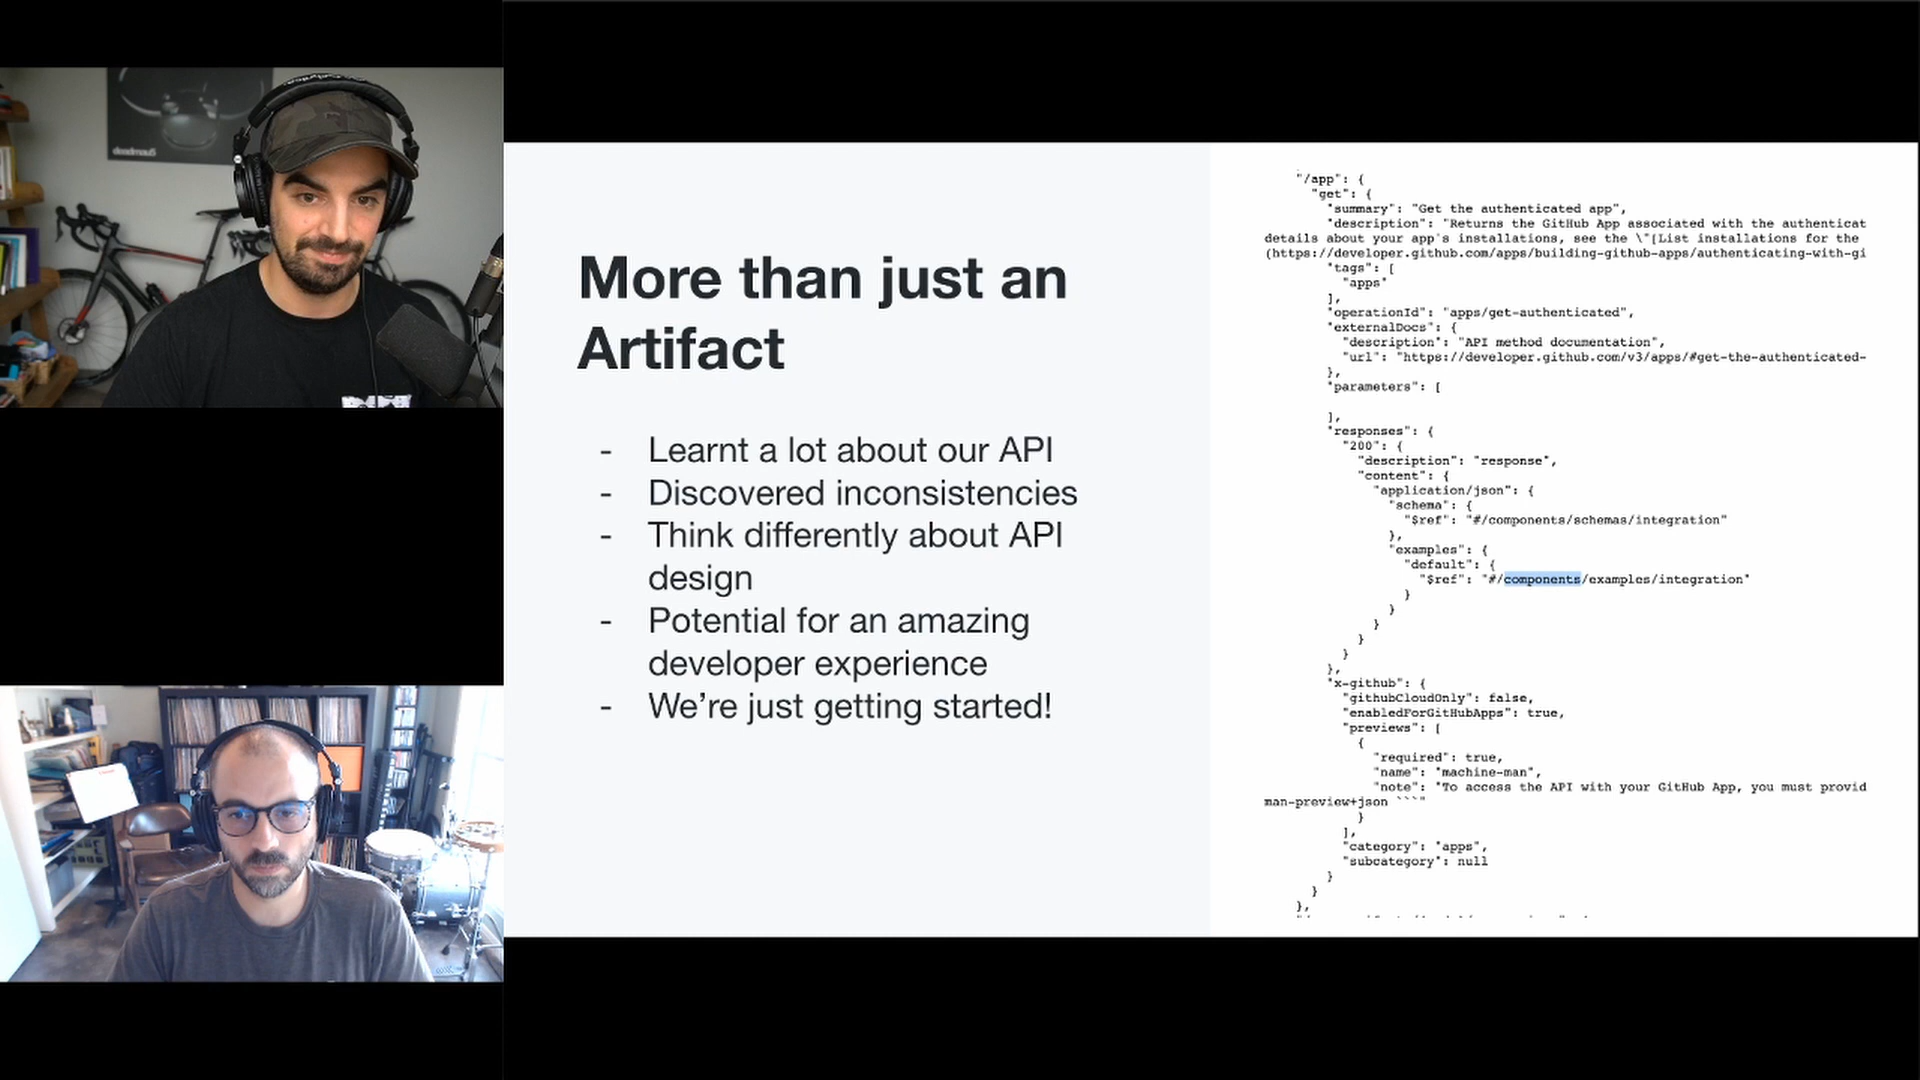 deadmau5
More than just an
Artifact
- Learnt a lot about our API
- Discovered inconsistencies
- Think differently about API
design
- Potential for an amazing
developer experience
- We’re just getting started!
"/app": {
"get": {
"summary": "Get the authenticated app",
"description": "Returns the GitHub App associated with the authenticat
details about your app's installations, see the \"[List installations for the
(https://developer.github.com/apps/building-github-apps/authenticating-with-gi
"tags": [
"apps"
],
"operationId": "apps/get-authenticated",
"externalDocs": {
"description": "API method documentation",
"url": "https://developer.github.com/v3/apps/#get-the-authenticated-
},
"parameters": [
],
"responses": {
"200": {
"description": "response",
"content": {
"application/json": {
"schema": {
"$ref": "#/components/schemas/integration"
},
"examples": {
"default": {
"$ref": "#/components/examples/integration"
}
}
}
}
}
},
"x-github": {
"githubCloudOnly": false,
"enabledForGitHubApps": true,
"previews": [
{
"required": true,
"name": "machine-man",
"note": "To access the API with your GitHub App, you must provid
man-preview+json ```"
}
],
"category": "apps",
"subcategory": null
}
}
},